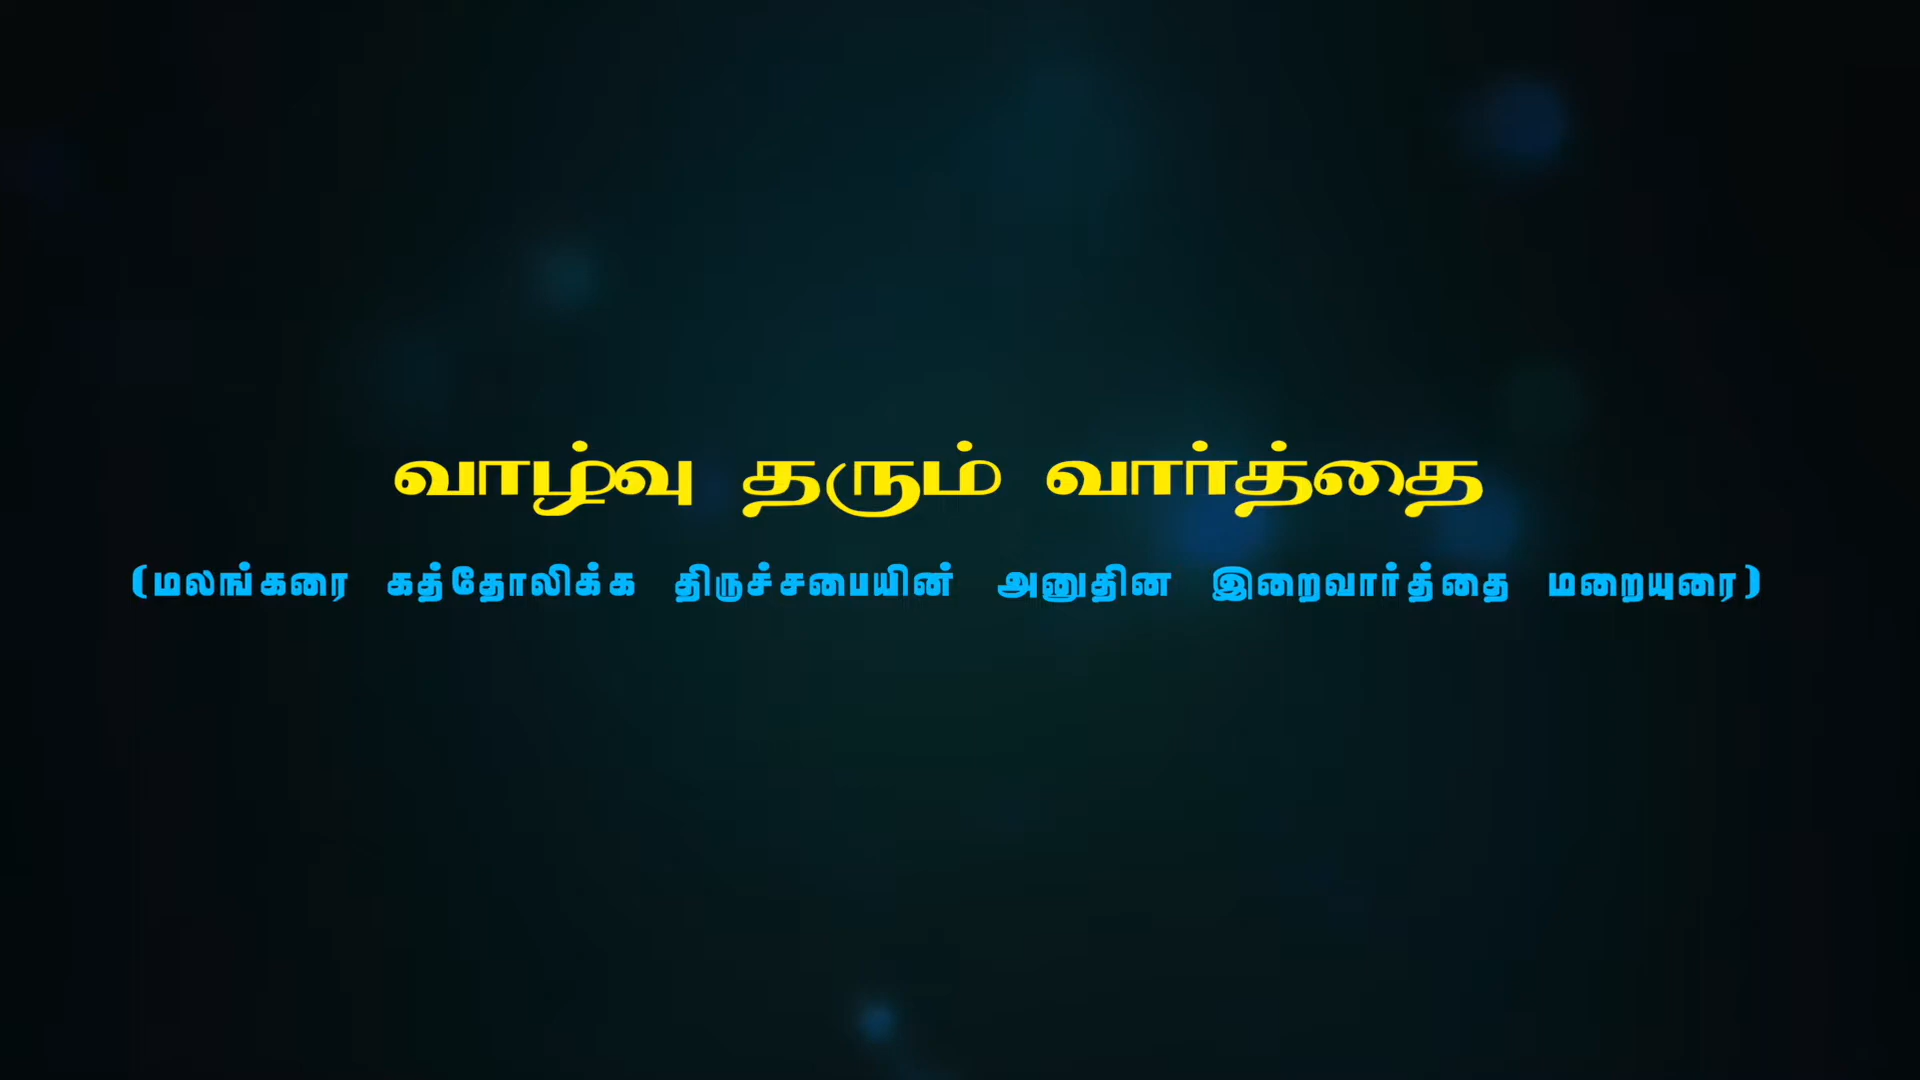 வாழ்வு தரும் வார்த்தை
(மலங்கரை கத்தோலிக்க திருச்சபையின் அனுதின இறைவார்த்தை மறையுரை)